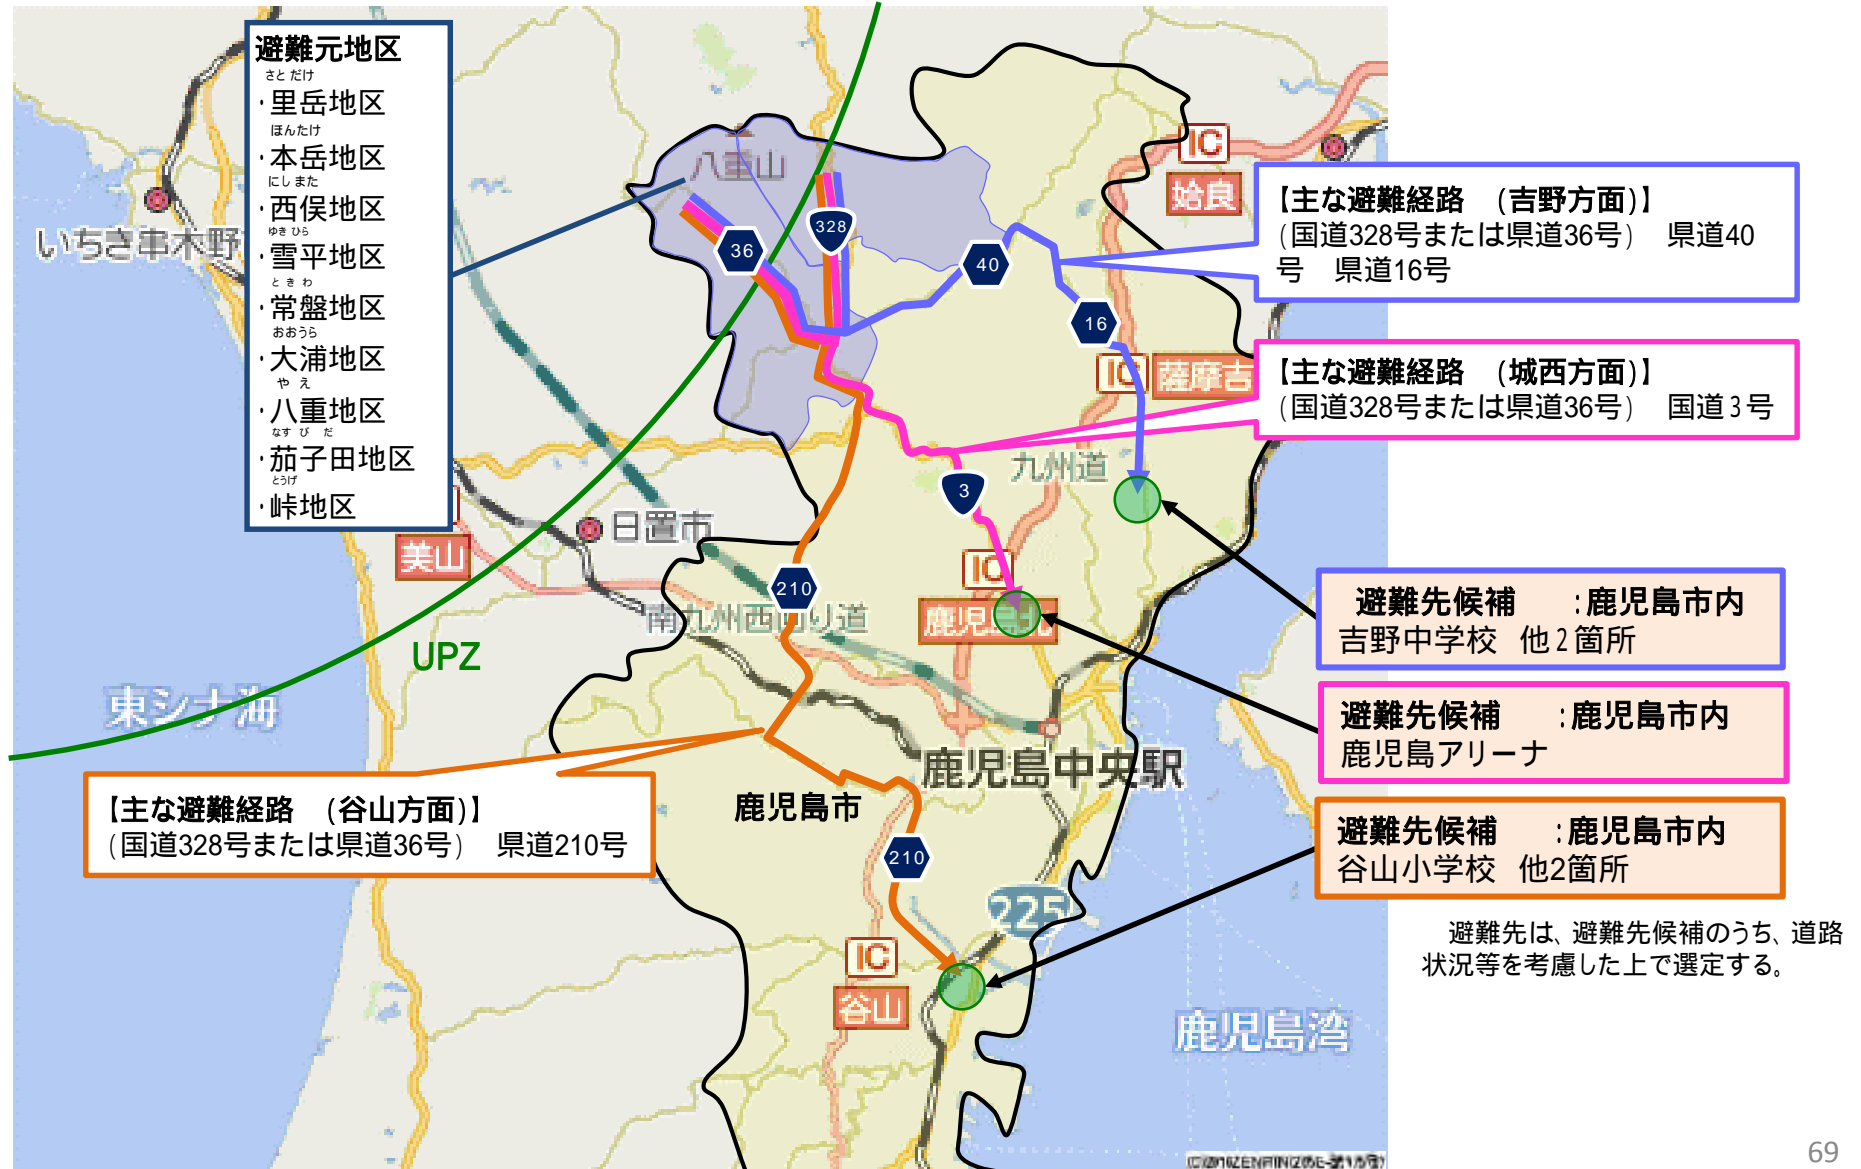 避難元地区
さとだけ
・里岳地区
ほんたけ
・本岳地区
にしまた
・西俣地区
ゆきひら
・雪平地区
ときわ
・常盤地区
おおうら
・大浦地区
やえ
・八重地区
なすびだ
・茄子田地区
とうげ
・峠地区
八重山
328
36
40
16
IC
姶良
【主な避難経路　(吉野方面)】
(国道328号または県道36号)　県道40
号　県道16号
いちき串木野
IC
薩摩吉
【主な避難経路　(城西方面)】
(国道328号または県道36号)　国道3号
九州道
3
日置市
美山
210
IC
南九州西回り道
UPZ
東シナ海
避難先候補　：鹿児島市内
吉野中学校 他2箇所
避難先候補　：鹿児島市内
鹿児島アリーナ
鹿児島中央駅
鹿児島市
【主な避難経路　(谷山方面)】
(国道328号または県道36号)　県道210号
避難先候補　：鹿児島市内
谷山小学校 他2箇所
210
225
避難先は、避難先候補のうち、道路
状況等を考慮した上で選定する。
IC
谷山
鹿児島湾
69